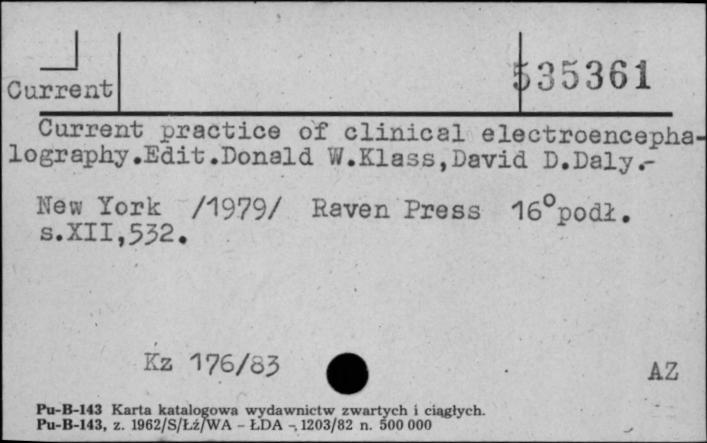 535361
Current
Current practice of clinical electroencepha-
lography.Edit.Donald W.Klass,David D.Daly.-
New York /1979/ Raven Press 16°podł.
s.XII,532.
Kz 176/83
AZ
Pu-B-143 Karta katalogowa wydawnictw zwartych i ciągłych.
Pu-B-143, z. 1962/S/Łź/WA - ŁDA -, 1203/82 n. 500 000